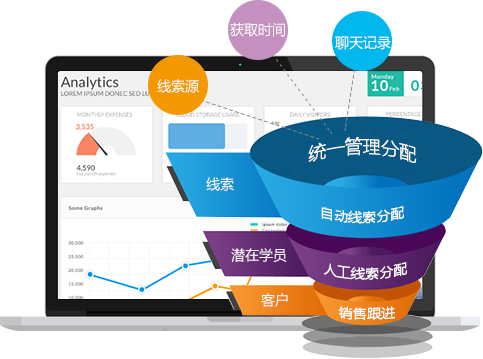 获取时间
聊天记录
线索源
Analytics
LOREM IPSUM DONEC SED LU
Monday
10 Feb
MONTHLY EXPENSES
CLOUD STORAGE USAGE
DAILY VISITORS
PERCENTAGE
3.535
4,590
统一管理分配
线索
自动线索分配
Some Graphs
潜在学员
人工线索分配
客户
销售跟进
30,000
25,000
20,000
15,000
10,000